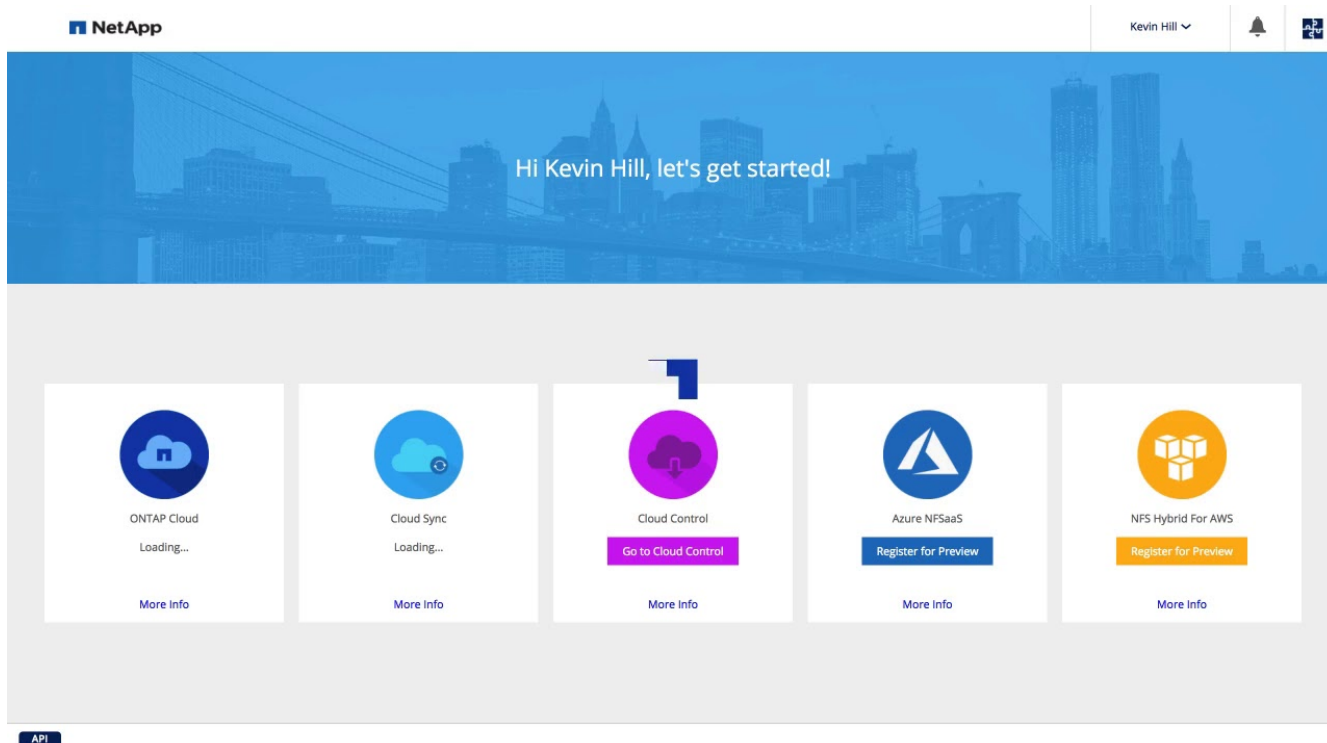 NetApp
Kevin Hill
Hi Kevin Hill, let's get started!
ONTAP Cloud
Loading...
More Info
Cloud Sync
Loading...
More Info
Cloud Control
Go to Cloud Control
More Info
Azure NFSaaS
Register for Preview
More Info
NFS Hybrid For AWS
Register for Preview
More Info
API